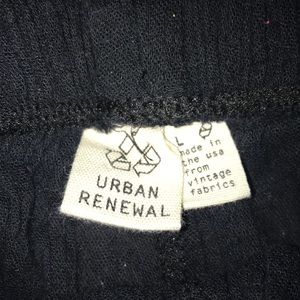 URBAN
RENEWAL
L
made in
the usa
from
vintage
fabrics